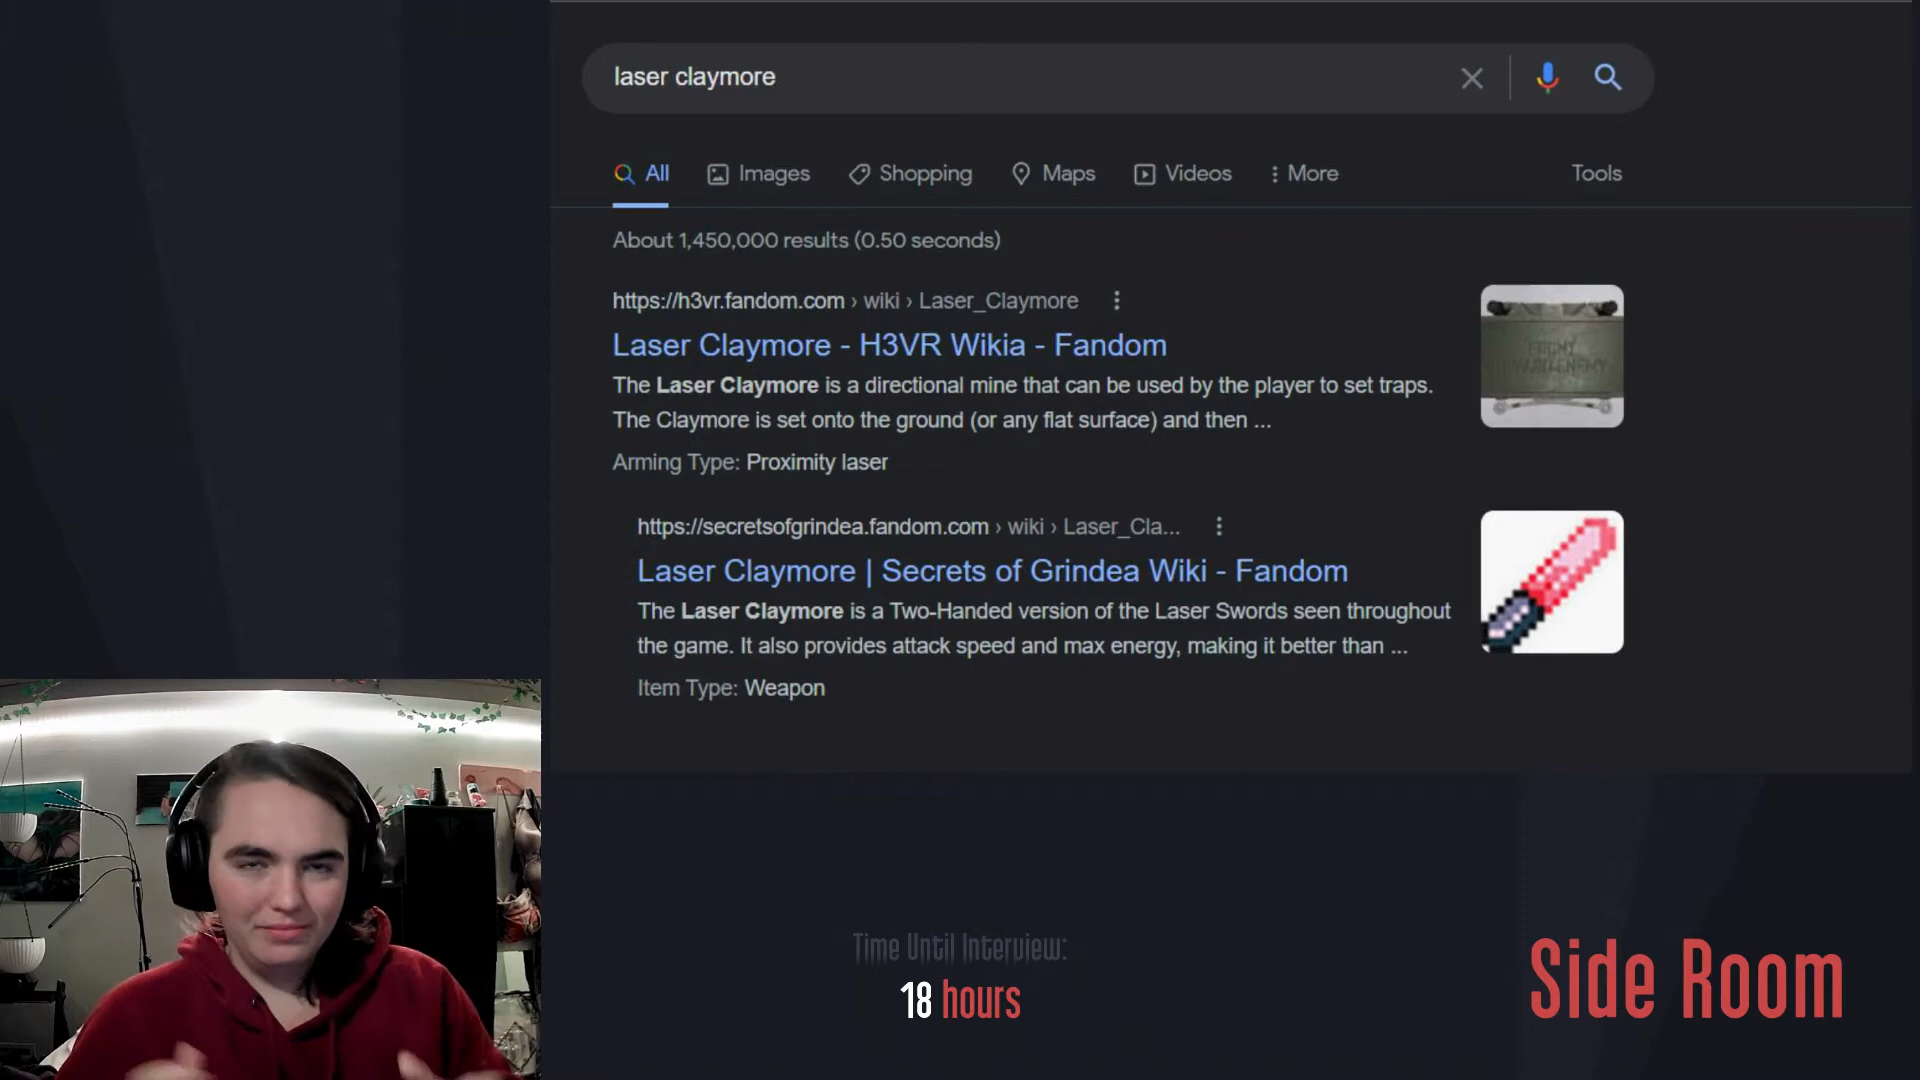 laser claymore
All
Images
Shopping
Maps
Videos
More
Tools
About 1,450,000 results (0.50 seconds)
https://h3vr.fandom.com › wiki › Laser_Claymore
Laser Claymore - H3VR Wikia - Fandom
The Laser Claymore is a directional mine that can be used by the player to set traps.
The Claymore is set onto the ground (or any flat surface) and then ...
Arming Type: Proximity laser
FRONT
TOWARD ENEMY
https://secretsofgrindea.fandom.com › wiki › Laser_Cla...
Laser Claymore | Secrets of Grindea Wiki - Fandom
The Laser Claymore is a Two-Handed version of the Laser Swords seen throughout
the game. It also provides attack speed and max energy, making it better than ...
Item Type: Weapon
Time Until Interview:
18 hours
Side Room